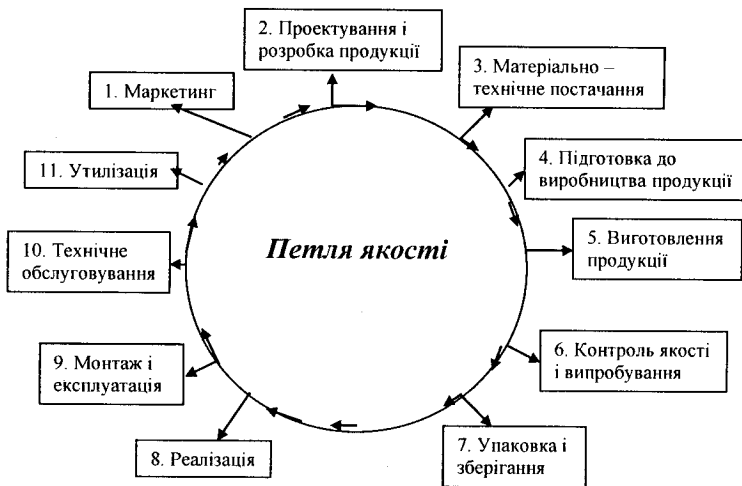 2. Проектування і
розробка продукції
1. Маркетинг
3. Матеріально –
технічне постачання
11. Утилізація
4. Підготовка до
виробництва продукції
Петля якості
10. Технічне
обслуговування
5. Виготовлення
продукції
9. Монтаж і
експлуатація
6. Контроль якості
і випробування
8. Реалізація
7. Упаковка і
зберігання